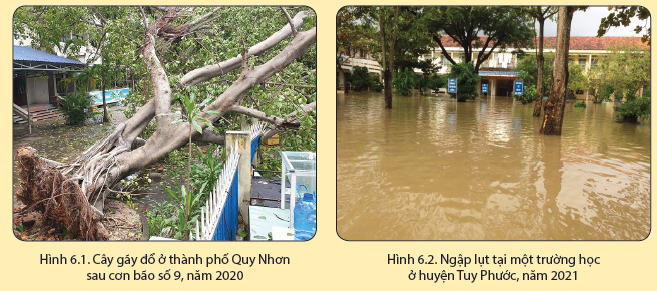 Hình 6.1. Cây gáy đổ ở thành phố Quy Nhơn
sau cơn bão số 9, năm 2020
Hình 6.2. Ngập lụt tại một trường học
ở huyện Tuy Phước, năm 2021